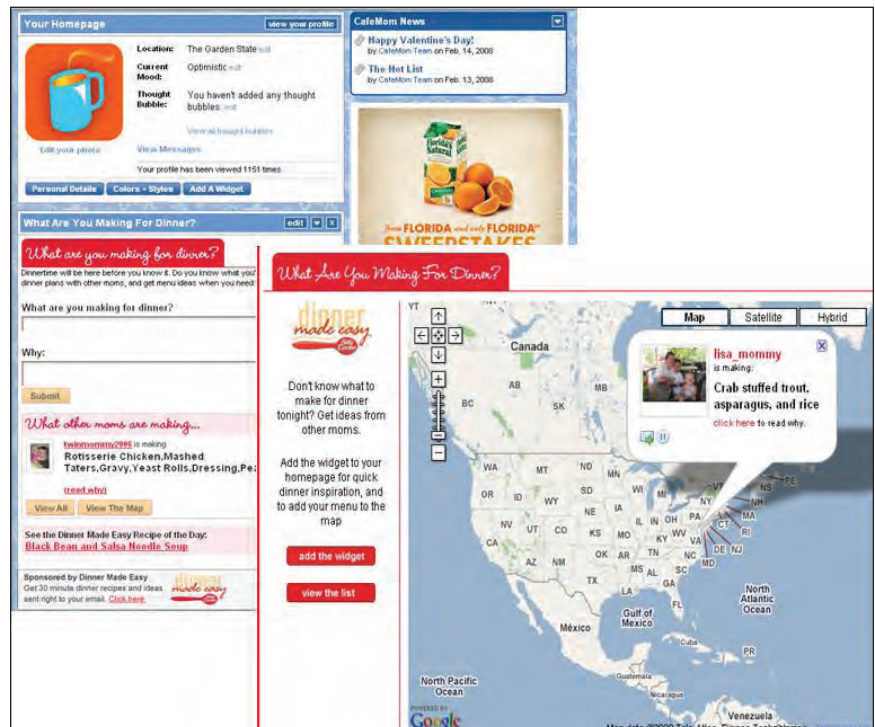 Your Homepage
view your profile
Location: The Garden State edit
Current Mood: Optimistic edit
Thought Bubble: You haven't added any thought bubbles. edit
View all thought bubbles
Edit your photo
View Messages
Your profile has been viewed 1151 times
Personal Details
Colors + Styles
Add A Widget
CafeMom News
Happy Valentine's Day!
by CafeMom Team on Feb. 14, 2008
The Hot List
by CafeMom Team on Feb. 13, 2008
Florida's Natural
from FLORIDA and only FLORIDA
SWEEPSTAKES
What Are You Making For Dinner?
edit
X
What are you making for dinner?
Dinnertime will be here before you know it. Do you know what you'
dinner plans with other moms, and get menu ideas when you need
What are you making for dinner?
Why:
Submit
What other moms are making...
twinmommy2006 is making
Rotisserie Chicken,Mashed
Taters,Gravy,Yeast Rolls,Dressing,Pe
(read why)
View All
View The Map
See the Dinner Made Easy Recipe of the Day:
Black Bean and Salsa Noodle Soup
Sponsored by Dinner Made Easy
Get 30 minute dinner recipes and ideas
sent right to your email. Click here
made easy
What Are You Making For Dinner?
dinner
made easy
Don't know what to
make for dinner
tonight? Get ideas from
other moms.
Add the widget to your
homepage for quick
dinner inspiration, and
to add your menu to the
map
add the widget
view the list
Map
Satellite
Hybrid
lisa_mommy
is making:
Crab stuffed trout,
asparagus, and rice
click here to read why.
YT
Canada
AB
BC
SK
MB
WA
MT
ND
MN
OR
ID
WY
SD
WI
MI
VT
NS
PE
NY
NH
MA
CT
RI
NE
IA
IL
IN
OH
PA
NV
UT
CO
KS
MO
KY
WV
VA
DE
NJ
MD
CA
AZ
NM
OK
AR
TN
NC
SC
MS
AL
GA
TX
LA
FL
Gulf of
Mexico
North
Atlantic
Ocean
México
Cuba
PR
Guatemala
Nicaragua
Venezuela
North Pacific
Ocean
POWERED BY
Google